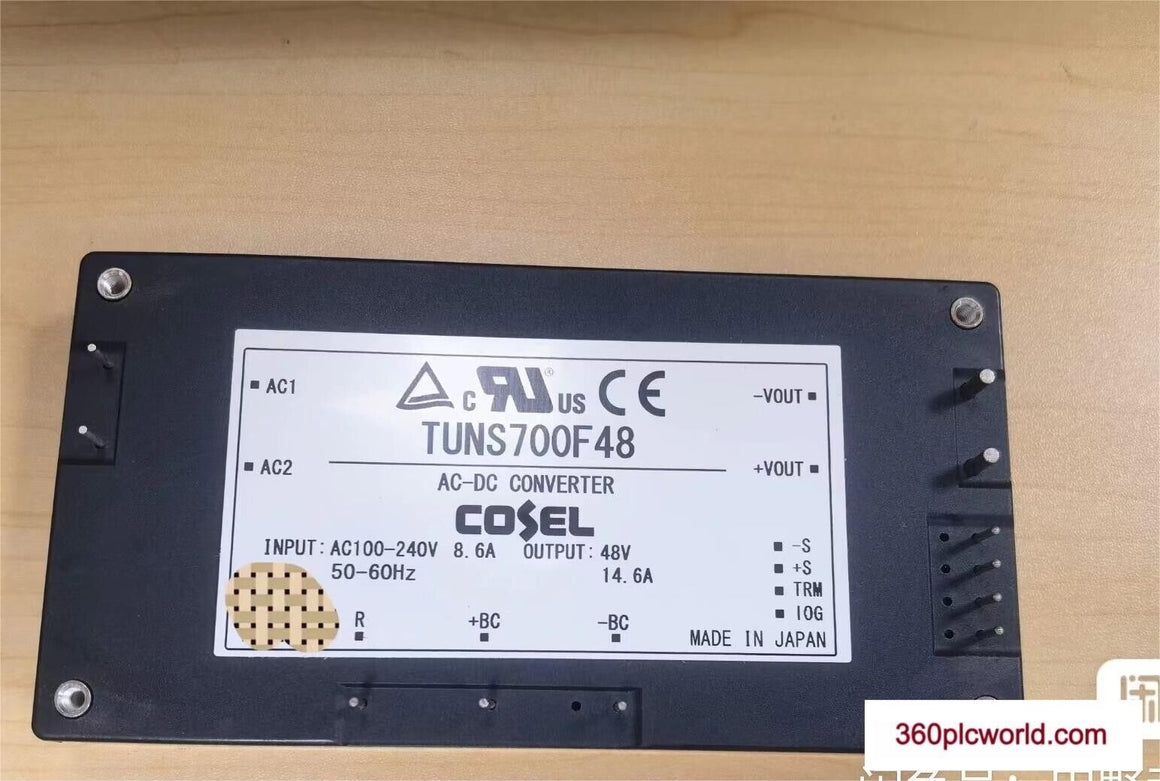 AC1
C UL US CE
-VOUT
TUNS700F48
AC2
+VOUT
AC-DC CONVERTER
COSEL
INPUT: AC100-240V 8.6A OUTPUT: 48V
50-60Hz 14.6A
-S
+S
TRM
IOG
R
+BC
-BC
MADE IN JAPAN
360plcworld.com